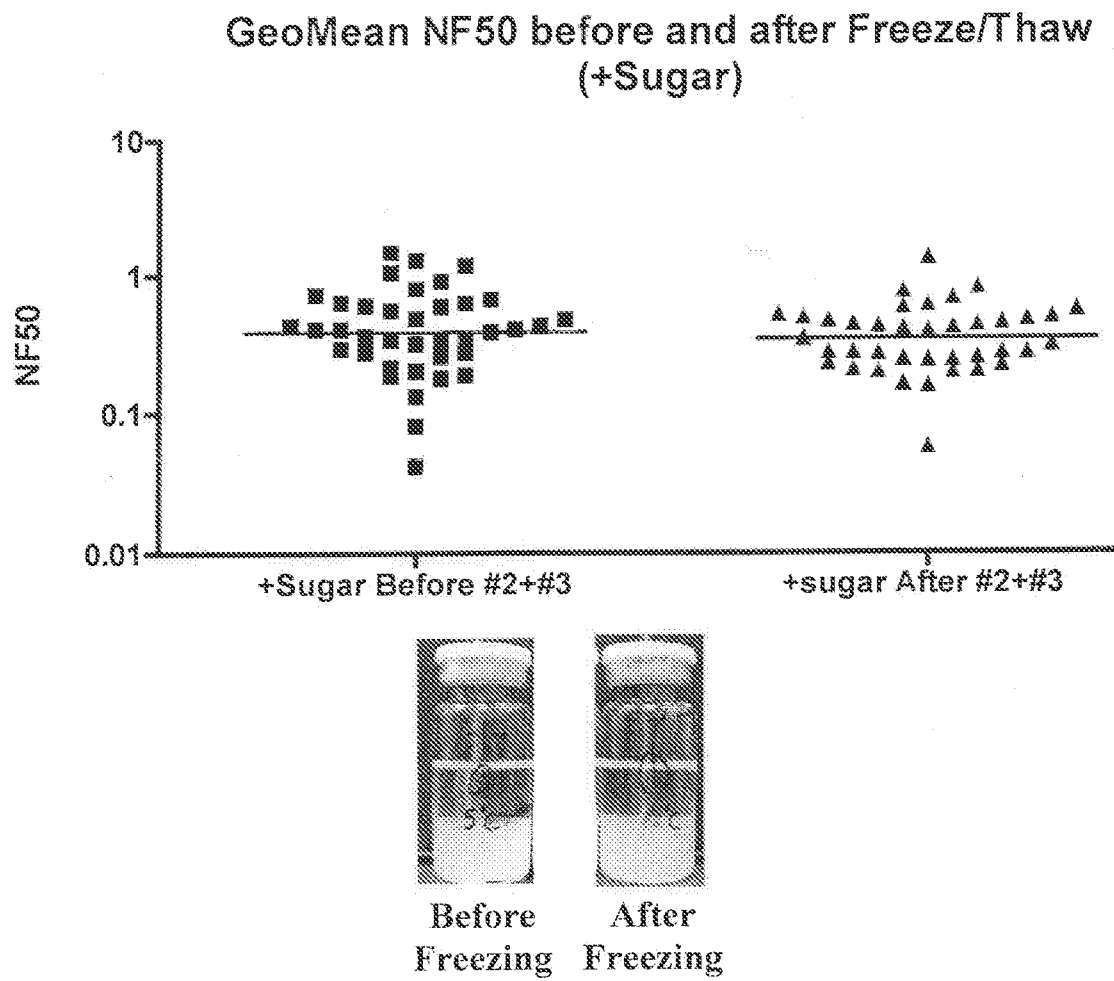 GeoMean NF50 before and after Freeze/Thaw
(+Sugar)
NF50
10
1
0.1
0.01
+Sugar Before #2+#3
+sugar After #2+#3
5°C
Before
Freezing
After
Freezing